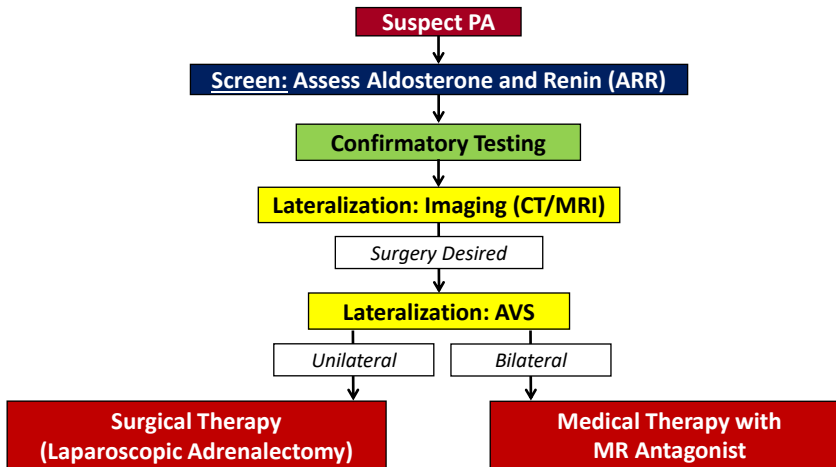 Suspect PA
Screen: Assess Aldosterone and Renin (ARR)
Confirmatory Testing
Lateralization: Imaging (CT/MRI)
Surgery Desired
Lateralization: AVS
Unilateral
Bilateral
Surgical Therapy
(Laparoscopic Adrenalectomy)
Medical Therapy with
MR Antagonist